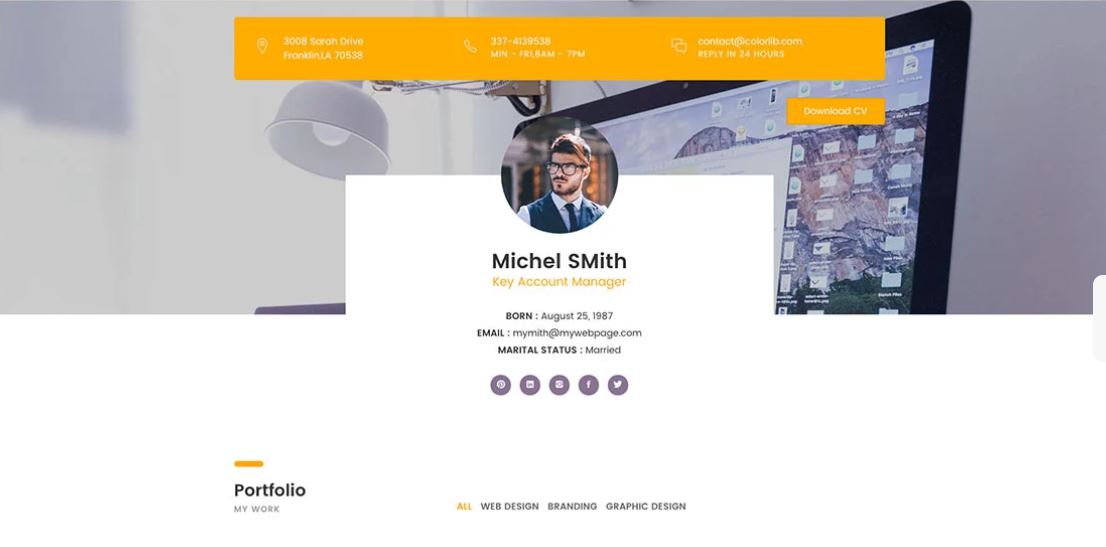 3008 Sarah Drive
Franklin,LA 70538
337-4139538
MIN - FRI,8AM - 7PM
contact@colorlib.com
REPLY IN 24 HOURS
Download CV
Michel SMith
Key Account Manager
BORN : August 25, 1987
EMAIL : mymith@mywebpage.com
MARITAL STATUS : Married
Portfolio
MY WORK
ALL WEB DESIGN BRANDING GRAPHIC DESIGN